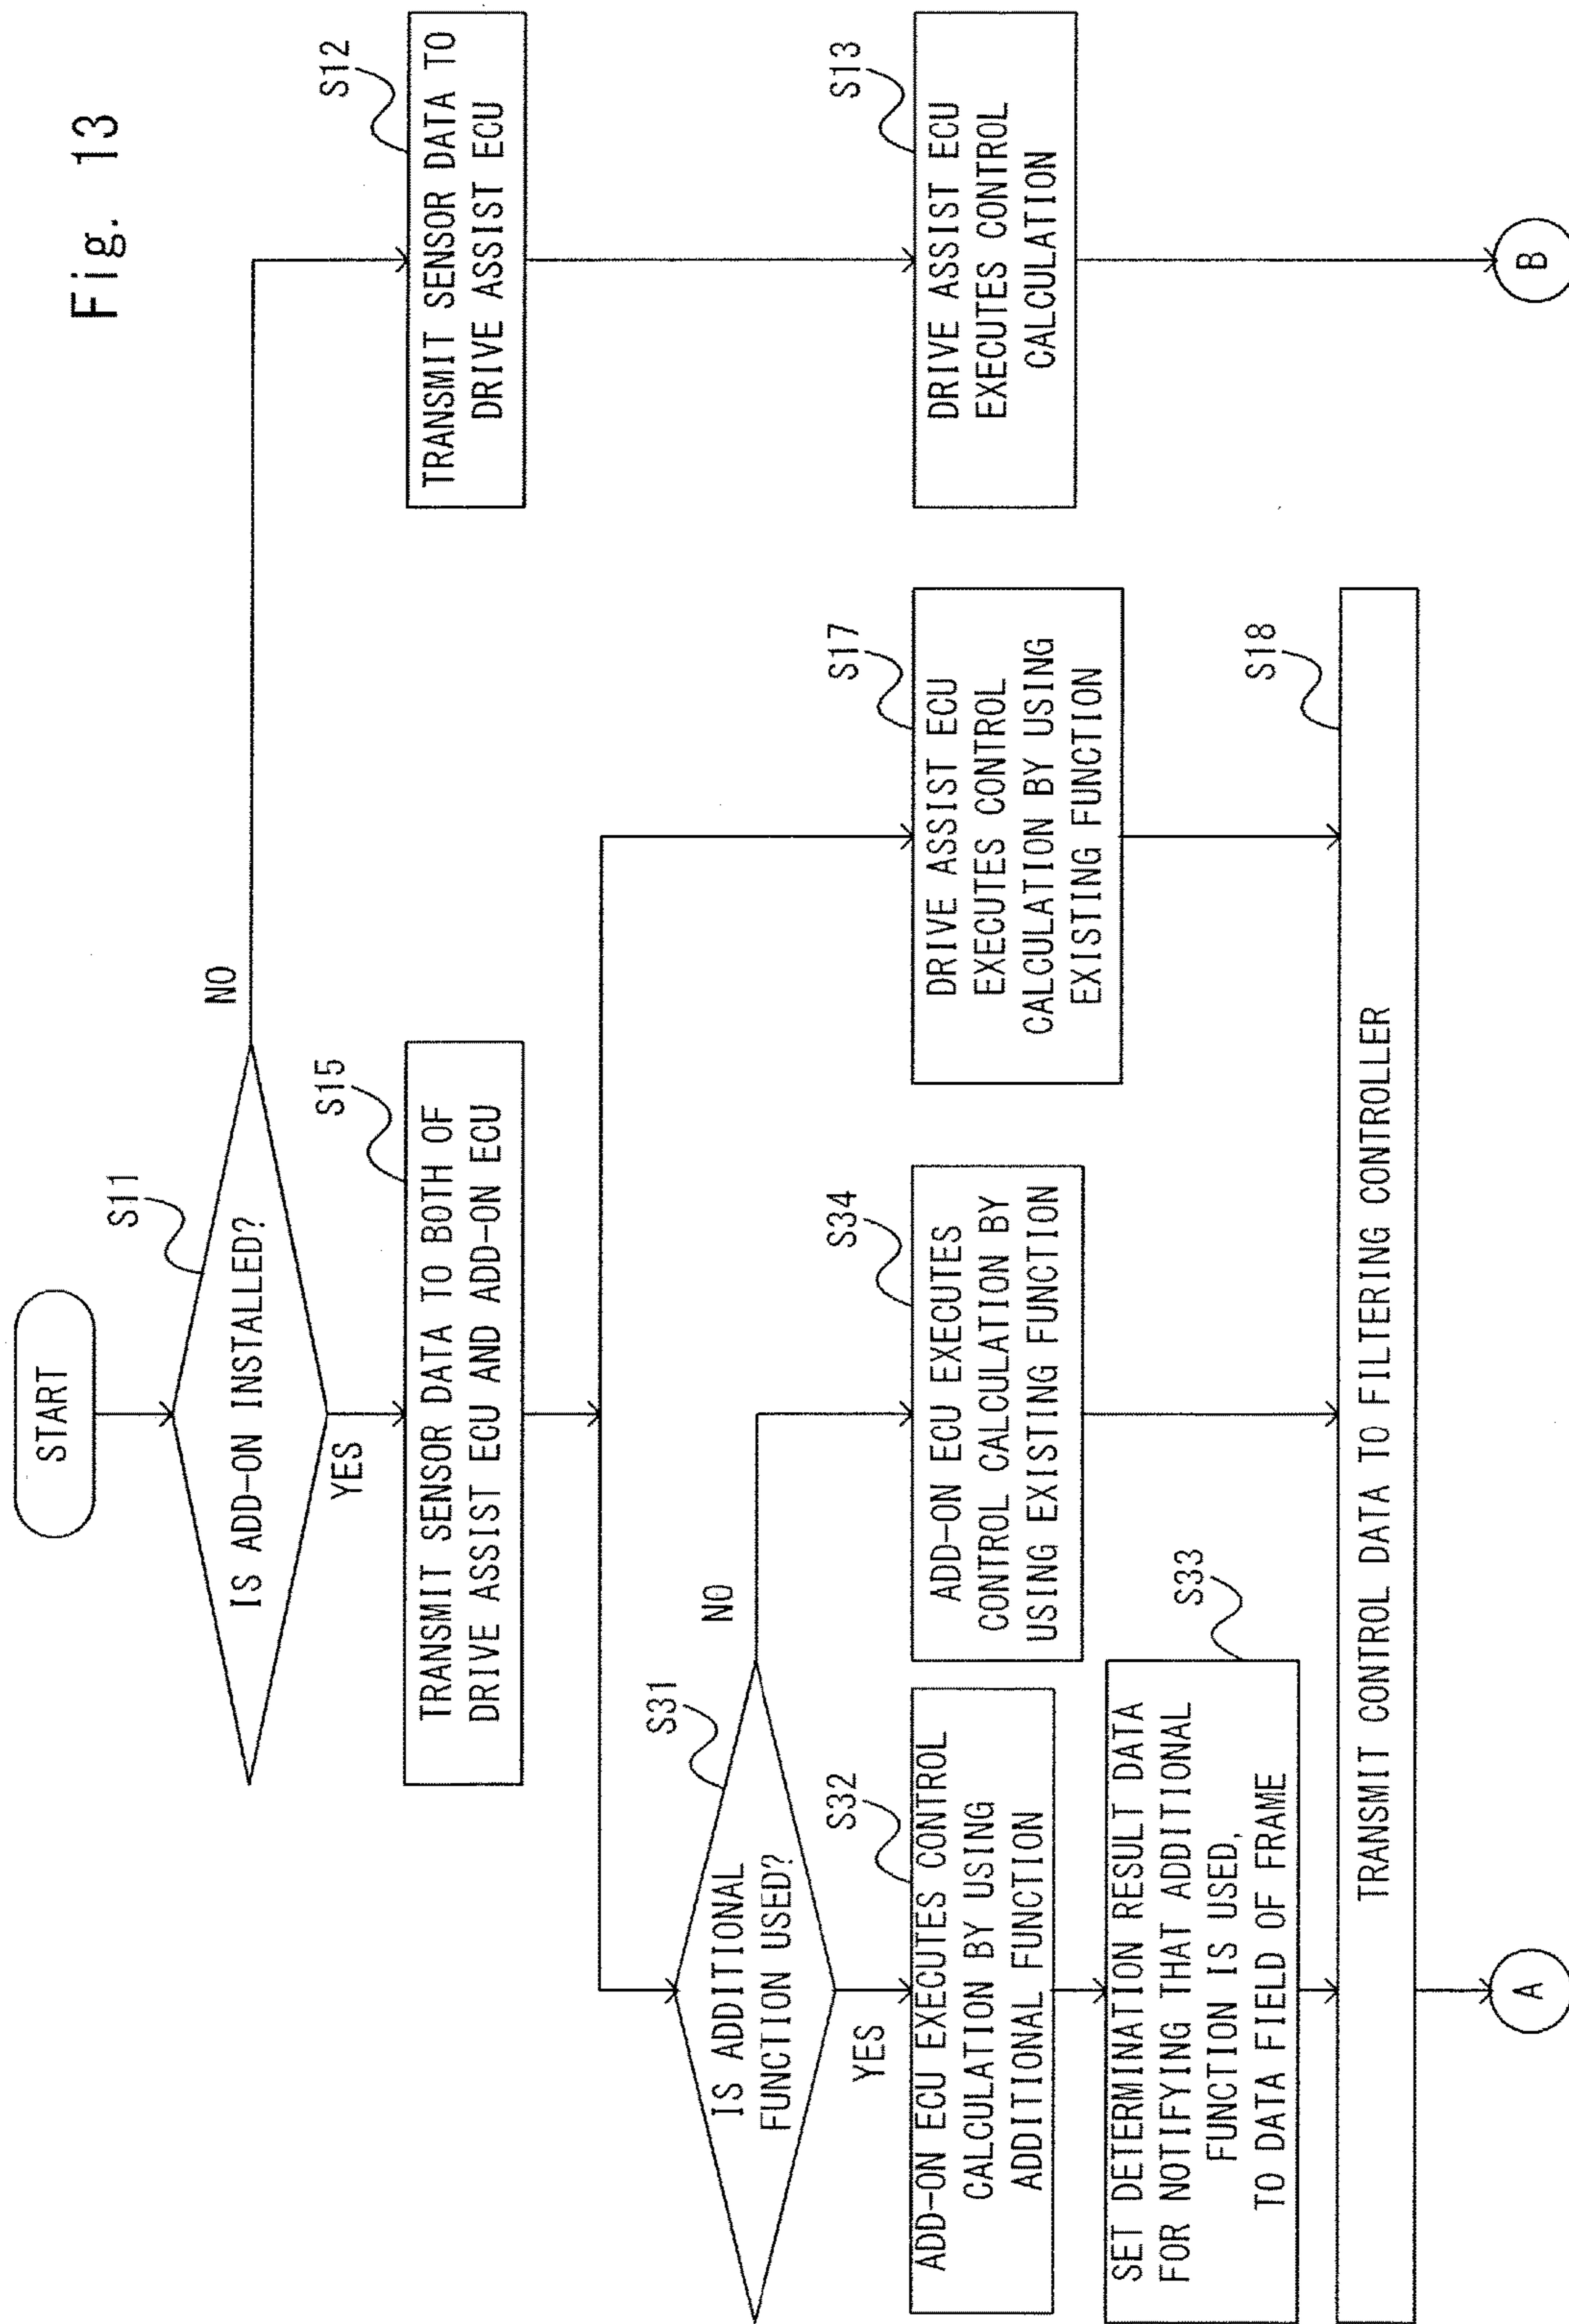 Fig. 13
START
S11
IS ADD-ON INSTALLED?
NO
YES
S12
TRANSMIT SENSOR DATA TO
DRIVE ASSIST ECU
S15
TRANSMIT SENSOR DATA TO BOTH OF
DRIVE ASSIST ECU AND ADD-ON ECU
S31
IS ADDITIONAL
FUNCTION USED?
NO
YES
S32
ADD-ON ECU EXECUTES CONTROL
CALCULATION BY USING
ADDITIONAL FUNCTION
S34
ADD-ON ECU EXECUTES
CONTROL CALCULATION BY
USING EXISTING FUNCTION
S17
DRIVE ASSIST ECU
EXECUTES CONTROL
CALCULATION BY USING
EXISTING FUNCTION
S13
DRIVE ASSIST ECU
EXECUTES CONTROL
CALCULATION
S33
SET DETERMINATION RESULT DATA
FOR NOTIFYING THAT ADDITIONAL
FUNCTION IS USED,
TO DATA FIELD OF FRAME
S18
TRANSMIT CONTROL DATA TO FILTERING CONTROLLER
A
B